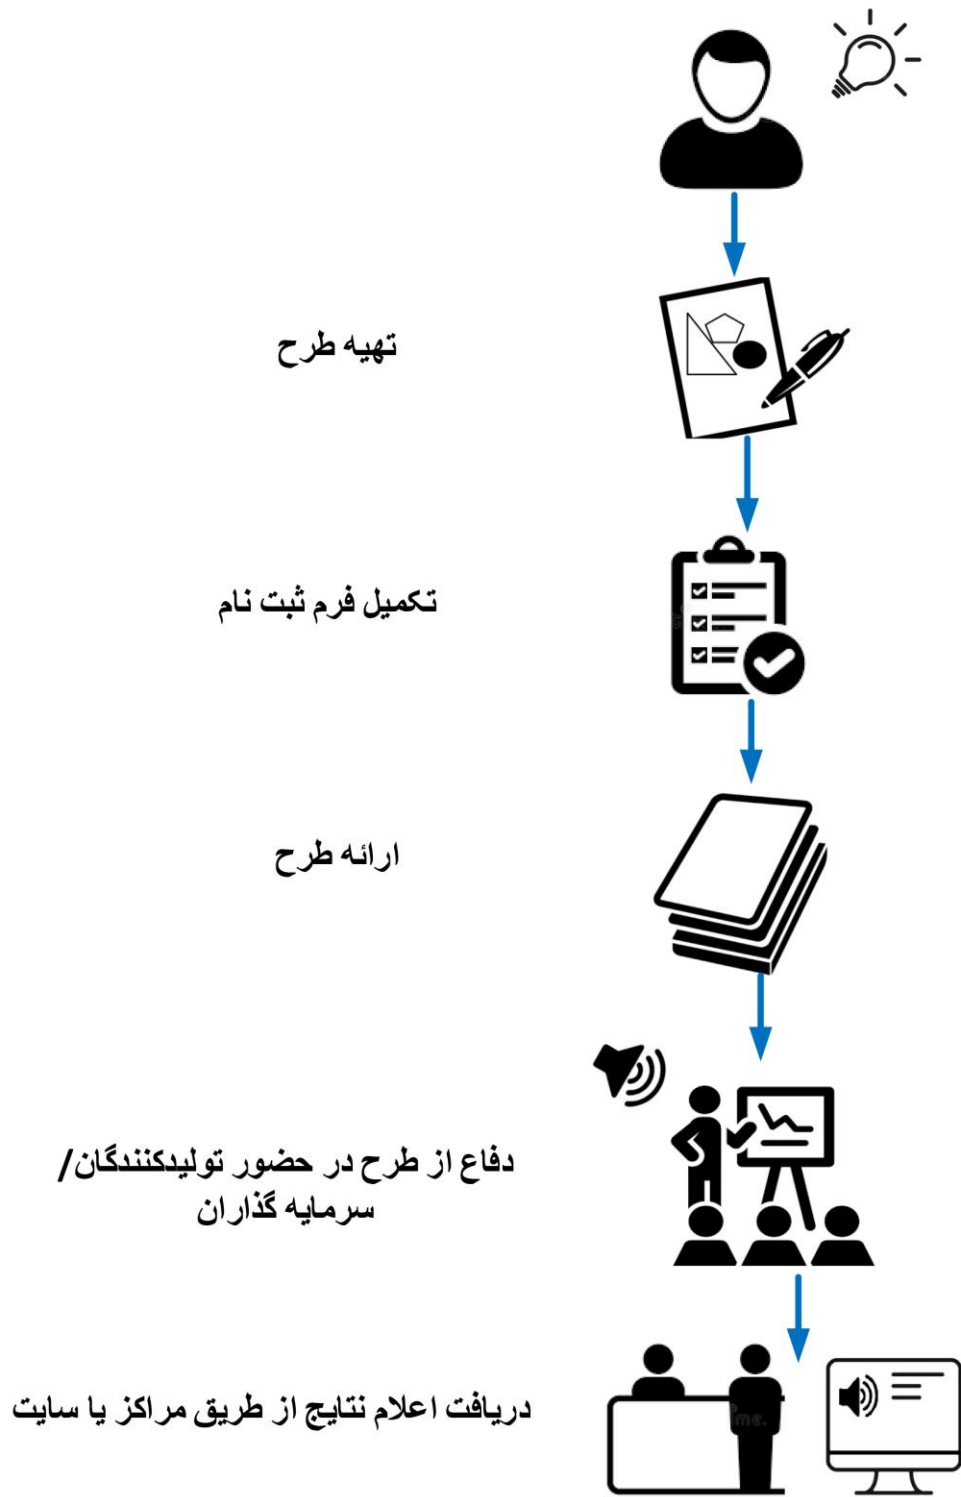 تهیه طرح
تکمیل فرم ثبت نام
ارائه طرح
دفاع از طرح در حضور تولیدکنندگان/
سرمایه گذاران
دریافت اعلام نتایج از طریق مراکز یا سایت